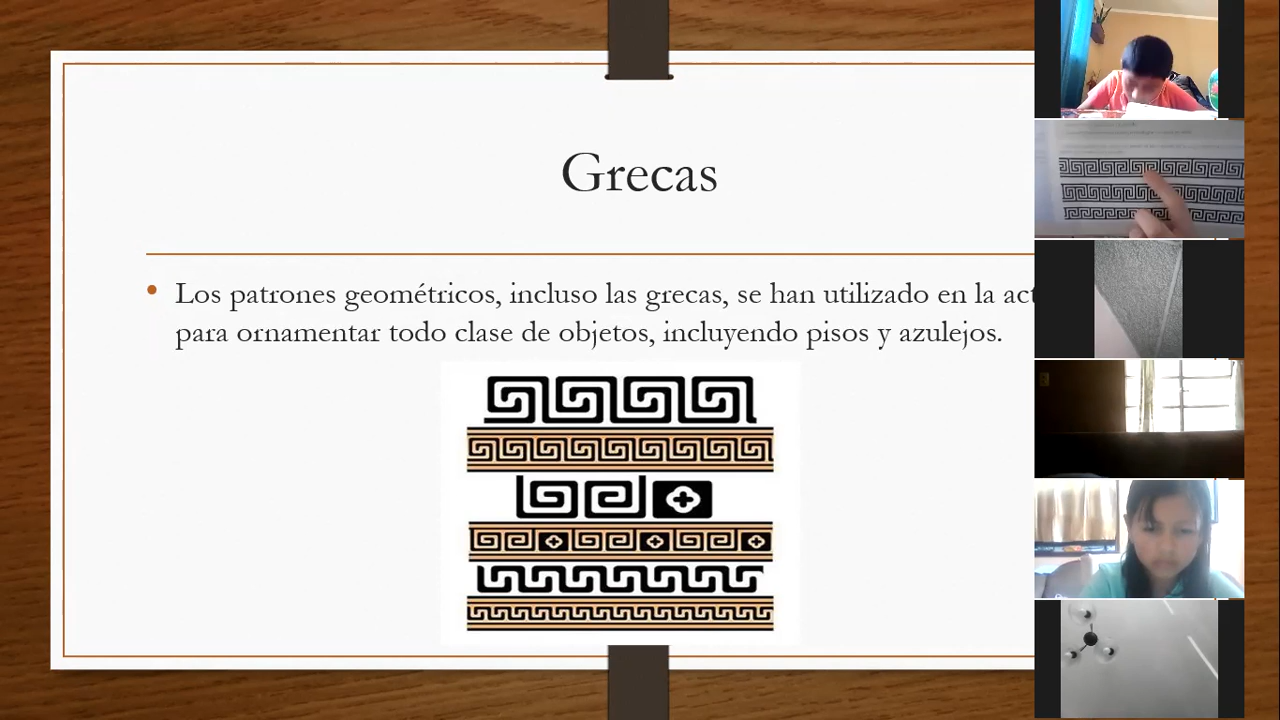 Grecas
Los patrones geométricos, incluso las grecas, se han utilizado en la
para ornamentar todo clase de objetos, incluyendo pisos y azulejos.